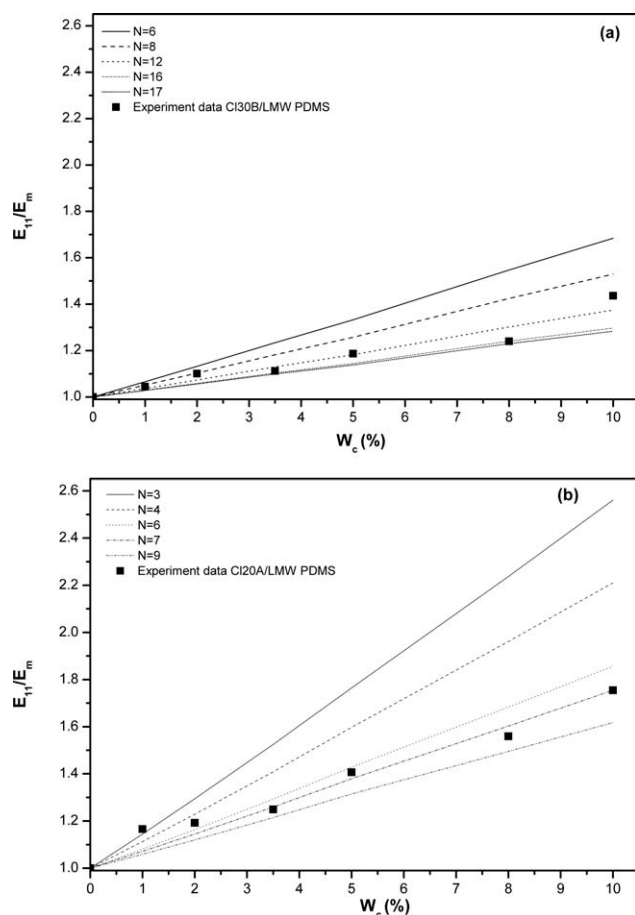 (a)
N=6
N=8
N=12
N=16
N=17
Experiment data Cl30B/LMW PDMS
E11/Em
2.6
2.4
2.2
2.0
1.8
1.6
1.4
1.2
1.0
0 1 2 3 4 5 6 7 8 9 10
Wc (%)
(b)
N=3
N=4
N=6
N=7
N=9
Experiment data Cl20A/LMW PDMS
E11/Em
2.6
2.4
2.2
2.0
1.8
1.6
1.4
1.2
1.0
0 1 2 3 4 5 6 7 8 9 10
Wc (%)